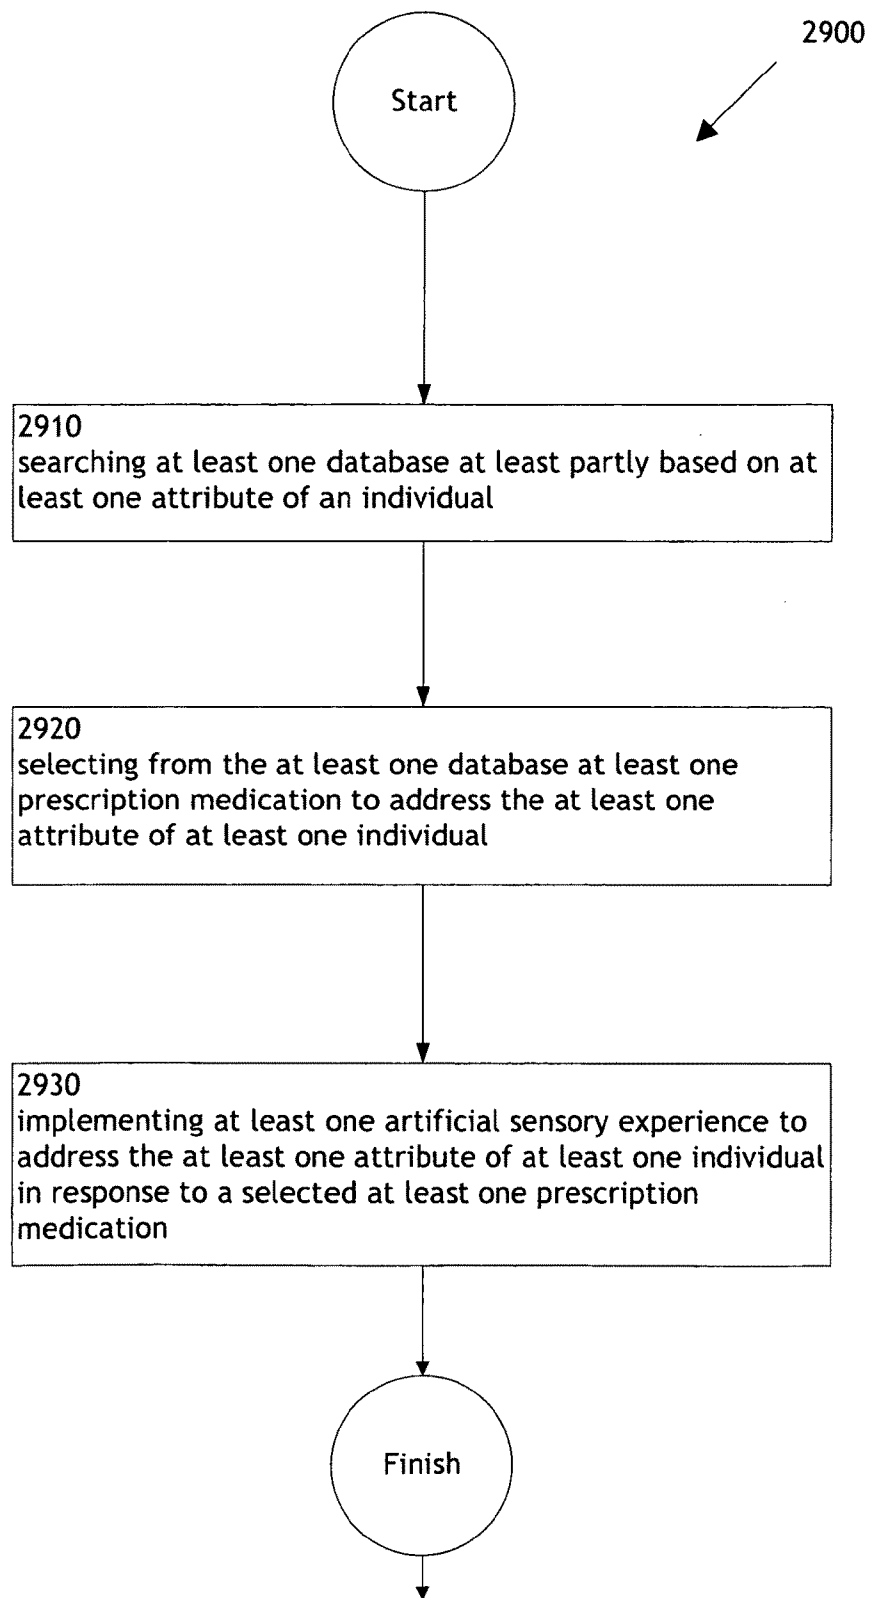 2900
Start
2910
searching at least one database at least partly based on at
least one attribute of an individual
2920
selecting from the at least one database at least one
prescription medication to address the at least one
attribute of at least one individual
2930
implementing at least one artificial sensory experience to
address the at least one attribute of at least one individual
in response to a selected at least one prescription
medication
Finish